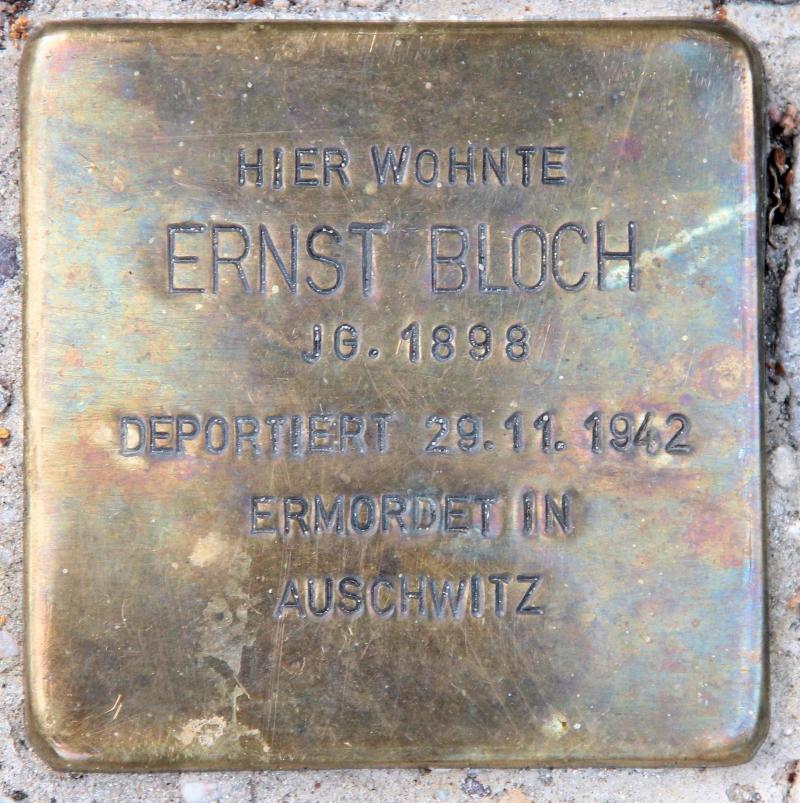 HIER WOHNTE
ERNST BLOCH
JG. 1898
DEPORTIERT 29.11.1942
ERMORDET IN
AUSCHWITZ